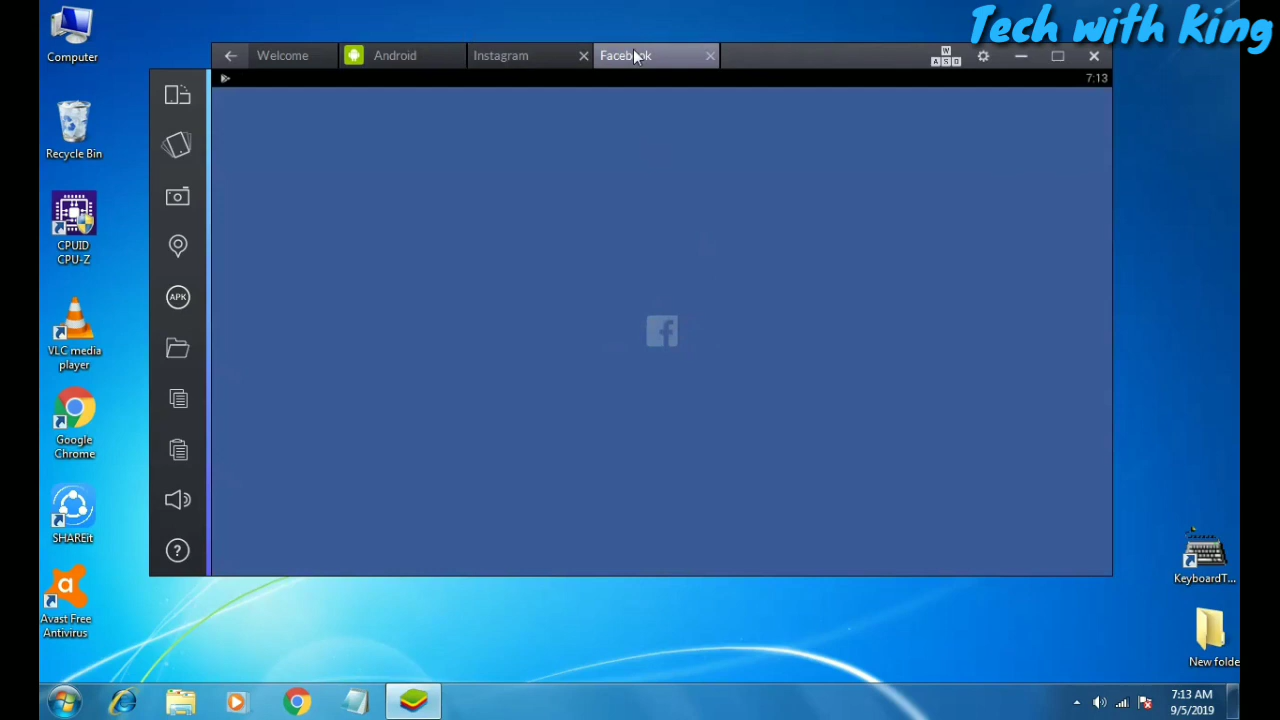 Tech with King
Computer
Welcome
Android
Instagram
Facebook
W
A S D
7:13
Recycle Bin
CPUID
CPU-Z
APK
VLC media
player
Google
Chrome
SHAREit
Avast Free
Antivirus
KeyboardT...
New folde
7:13 AM
9/5/2019